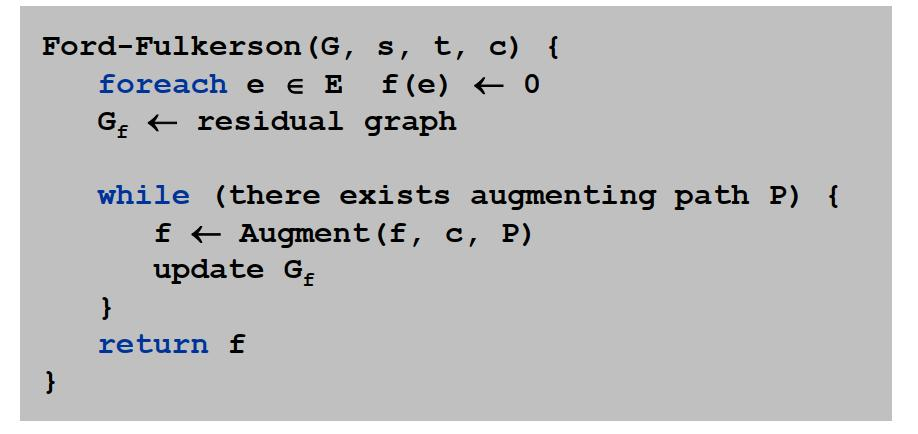 Ford-Fulkerson(G, s, t, c) {
foreach e ∈ E f(e) ← 0
Gf ← residual graph
while (there exists augmenting path P) {
f ← Augment(f, c, P)
update Gf
}
return f
}